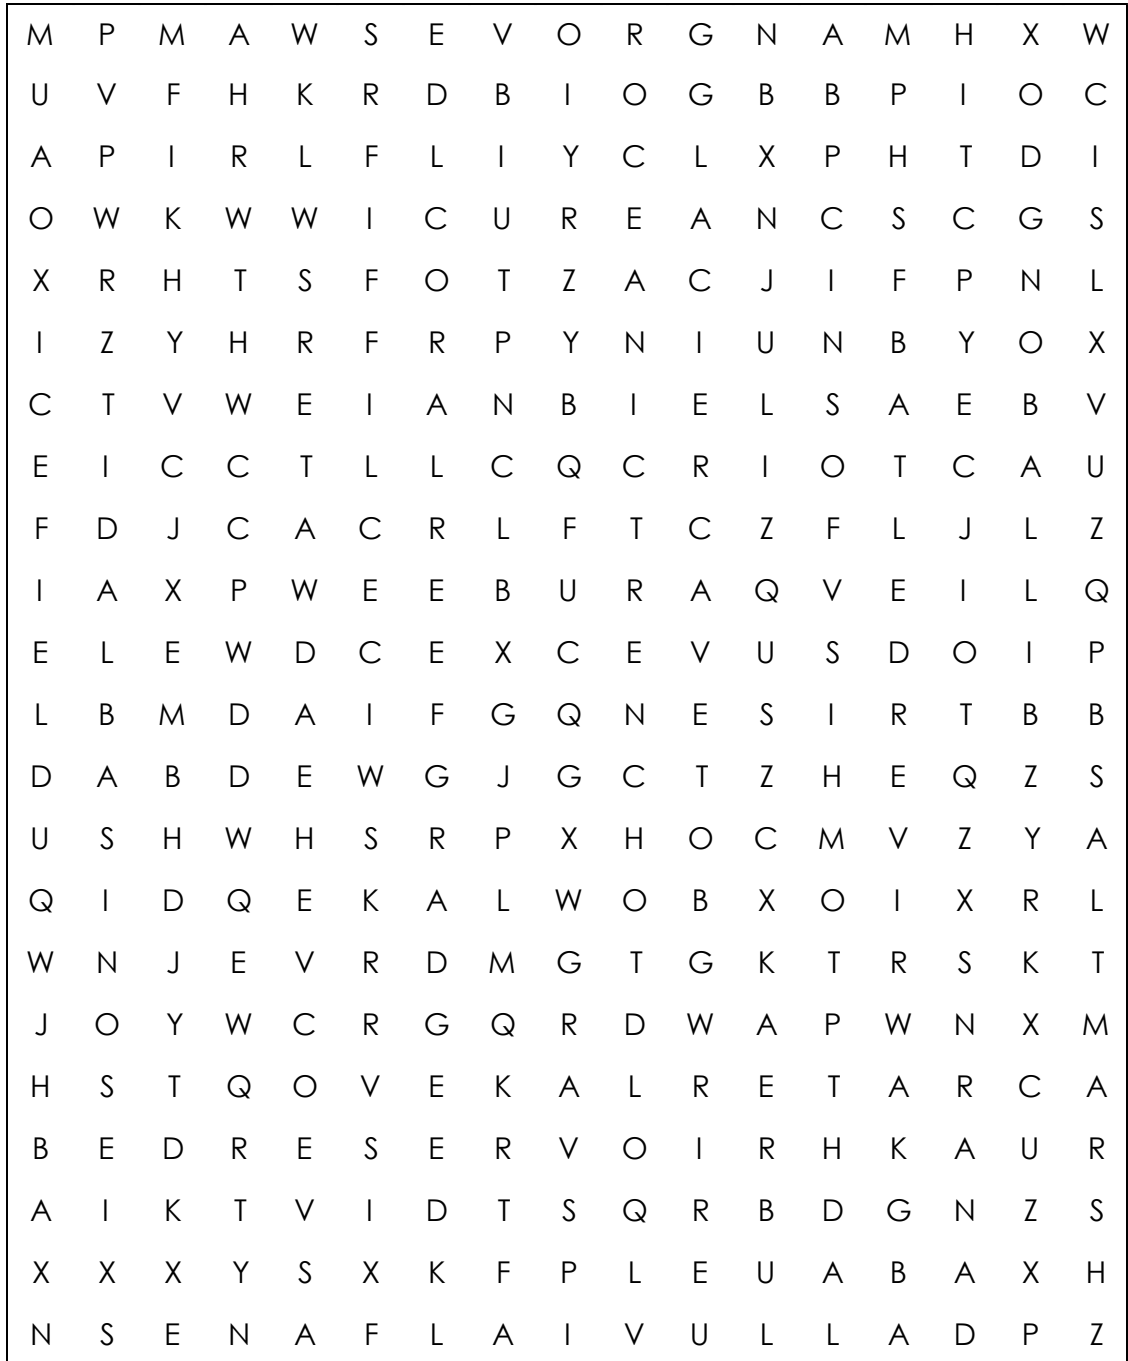 M P M A W S E V O R G N A M H X W
U V F H K R D B I O G B B P I O C
A P I R L F L I Y C L X P H T D I
O W K W W I C U R E A N C S C G S
X R H T S F O T Z A C J I F P N L
I Z Y H R F R P Y N I U N B Y O X
C T V W E I A N B I E L S A E B V
E I C C T L L C Q C R I O T C A U
F D J C A C R L F T C Z F L J L Z
I A X P W E E B U R A Q V E I L Q
E L E W D C E X C E V U S D O I P
L B M D A I F G Q N E S I R T B B
D A B D E W G J G C T Z H E Q Z S
U S H W H S R P X H O C M V Z Y A
Q I D Q E K A L W O B X O I X R L
W N J E V R D M G T G K T R S K T
J O Y W C R G Q R D W A P W N X M
H S T Q O V E K A L R E T A R C A
B E D R E S E R V O I R H K A U R
A I K T V I D T S Q R B D G N Z S
X X X Y S X K F P L E U A B A X H
N S E N A F L A I V U L L A D P Z